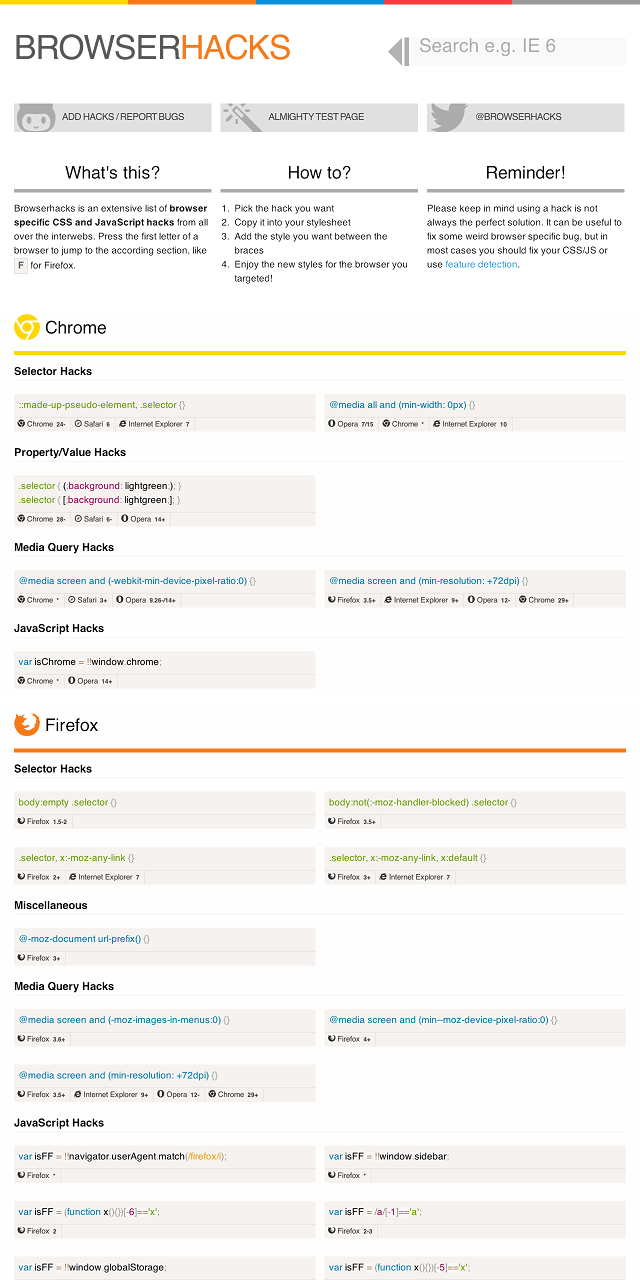 BROWSERHACKS
Search e.g. IE 6
ADD HACKS / REPORT BUGS
ALMIGHTY TEST PAGE
@BROWSERHACKS
What's this?
Browserhacks is an extensive list of browser
specific CSS and JavaScript hacks from all
over the interwebs. Press the first letter of a
browser to jump to the according section, like
F for Firefox.
How to?
1. Pick the hack you want
2. Copy it into your stylesheet
3. Add the style you want between the
braces
4. Enjoy the new styles for the browser you
targeted!
Reminder!
Please keep in mind using a hack is not
always the perfect solution. It can be useful to
fix some weird browser specific bug, but in
most cases you should fix your CSS/JS or
use feature detection.
Chrome
Selector Hacks
::made-up-pseudo-element, .selector {}
Chrome 24- Safari 6 Internet Explorer 7
@media all and (min-width: 0px) {}
Opera 7/15 Chrome * Internet Explorer 10
Property/Value Hacks
.selector { (;background: lightgreen;); }
.selector { [;background: lightgreen;]; }
Chrome 28- Safari 6- Opera 14+
Media Query Hacks
@media screen and (-webkit-min-device-pixel-ratio:0) {}
Chrome * Safari 3+ Opera 9.26-/14+
@media screen and (min-resolution: +72dpi) {}
Firefox 3.5+ Internet Explorer 9+ Opera 12- Chrome 29+
JavaScript Hacks
var isChrome = !!window.chrome;
Chrome * Opera 14+
Firefox
Selector Hacks
body:empty .selector {}
Firefox 1.5-2
body:not(:-moz-handler-blocked) .selector {}
Firefox 3.5+
.selector, x:-moz-any-link {}
Firefox 2+ Internet Explorer 7
.selector, x:-moz-any-link, x:default {}
Firefox 3+ Internet Explorer 7
Miscellaneous
@-moz-document url-prefix() {}
Firefox 3+
Media Query Hacks
@media screen and (-moz-images-in-menus:0) {}
Firefox 3.6+
@media screen and (min--moz-device-pixel-ratio:0) {}
Firefox 4+
@media screen and (min-resolution: +72dpi) {}
Firefox 3.5+ Internet Explorer 9+ Opera 12- Chrome 29+
JavaScript Hacks
var isFF = !!navigator.userAgent.match(/firefox/i);
Firefox *
var isFF = !!window.sidebar;
Firefox *
var isFF = (function x(){})[-6]=='x';
Firefox 2
var isFF = /a/[-1]=='a';
Firefox 2-3
var isFF = !!window.globalStorage;
var isFF = (function x(){})[-5]=='x';